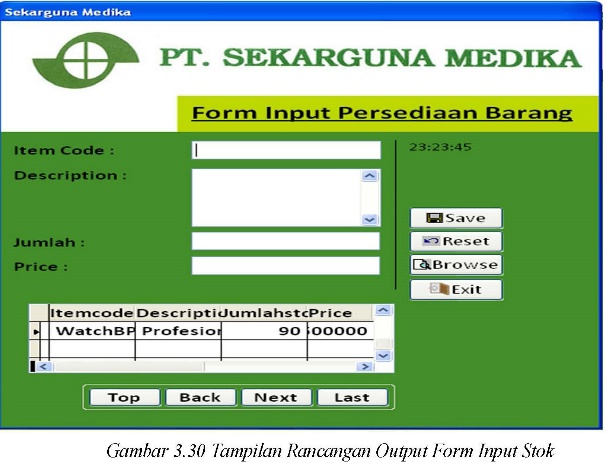 Sekarguna Medika
PT. SEKARGUNA MEDIKA
Form Input Persediaan Barang
Item Code :
23:23:45
Description :
Save
Jumlah :
Reset
Price :
Browse
Exit
Itemcode Descripti Jumlahsto Price
WatchBP Profesion 90 500000
Top Back Next Last
Gambar 3.30 Tampilan Rancangan Output Form Input Stok